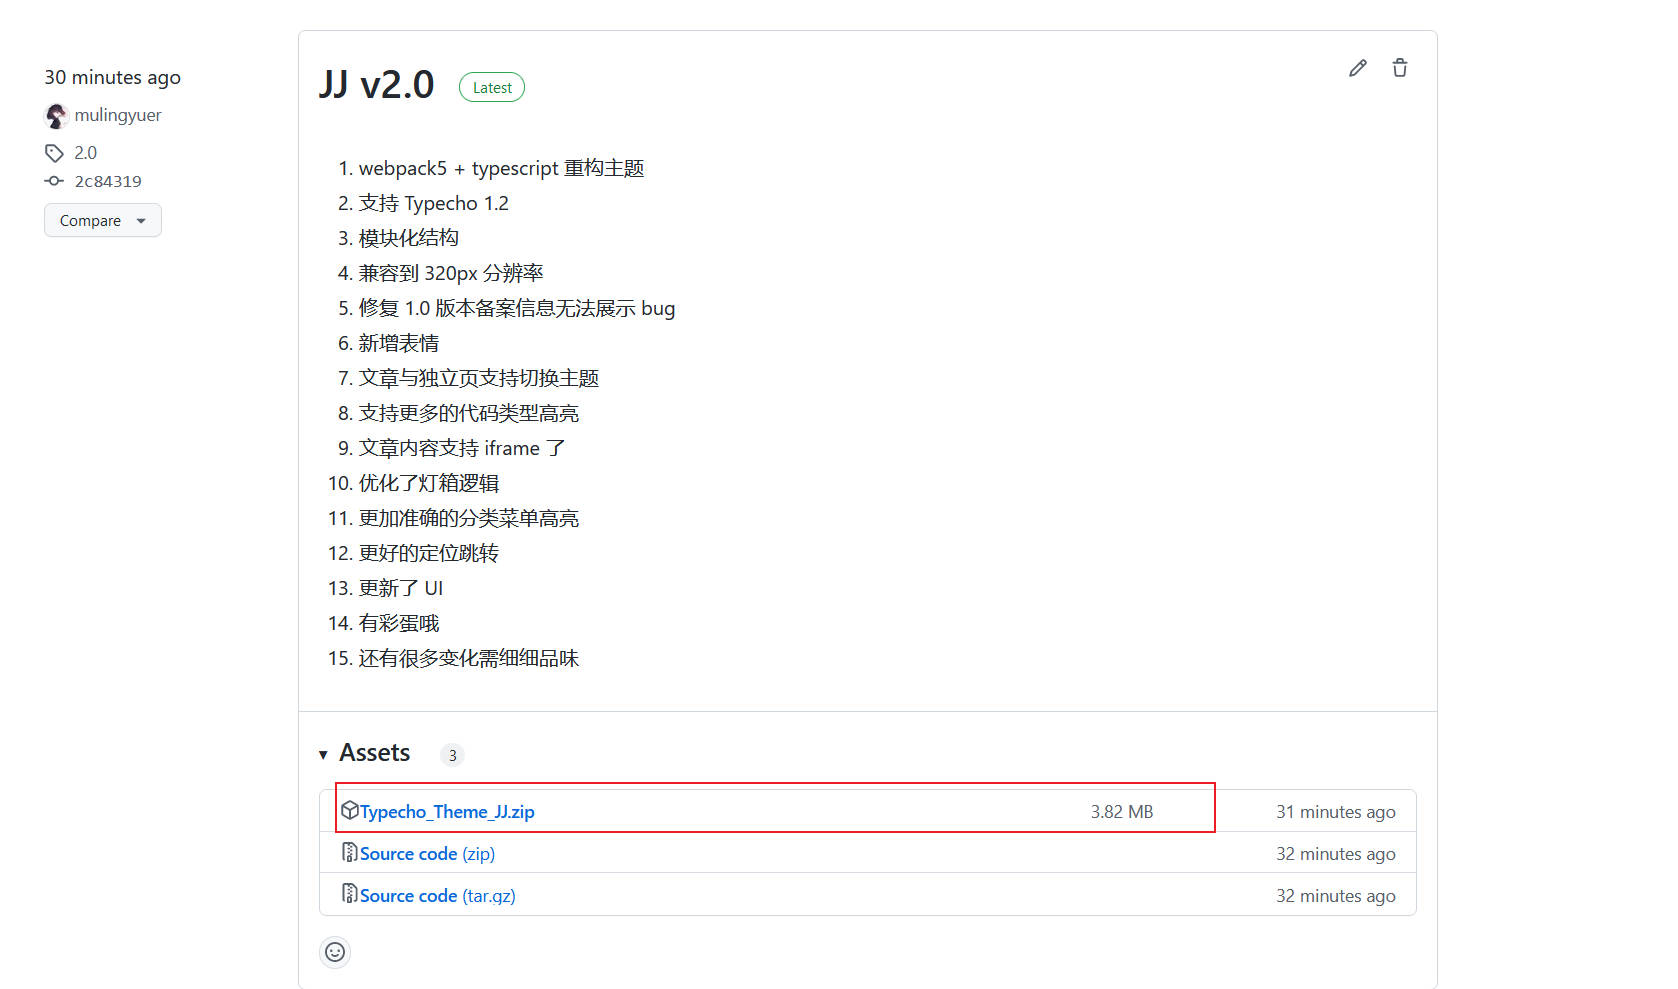 30 minutes ago
mulingyuer
2.0
2c84319
Compare
JJ v2.0 Latest
1. webpack5 + typescript 重构主题
2. 支持 Typecho 1.2
3. 模块化结构
4. 兼容到 320px 分辨率
5. 修复 1.0 版本备案信息无法展示 bug
6. 新增表情
7. 文章与独立页支持切换主题
8. 支持更多的代码类型高亮
9. 文章内容支持 iframe 了
10. 优化了灯箱逻辑
11. 更加准确的分类菜单高亮
12. 更好的定位跳转
13. 更新了 UI
14. 有彩蛋哦
15. 还有很多变化需细细品味
Assets 3
Typecho_Theme_JJ.zip 3.82 MB 31 minutes ago
Source code (zip) 32 minutes ago
Source code (tar.gz) 32 minutes ago